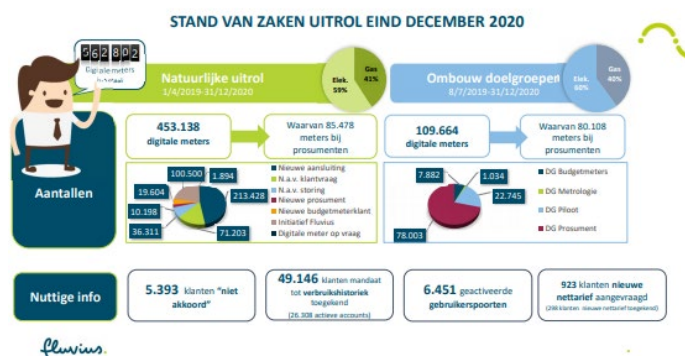 STAND VAN ZAKEN UITROL EIND DECEMBER 2020
562802
Digitale meters
Natuurlijke uitrol
1/4/2019-31/12/2020
Elek.
59%
Gas
41%
Ombouw doelgroepen
8/7/2019-31/12/2020
Elek.
60%
Gas
40%
Aantallen
453.138
digitale meters
Waarvan 85.478
meters bij
prosumenten
109.664
digitale meters
Waarvan 80.108
meters bij
prosumenten
100.500
1.894
19.604
213.428
10.198
36.311
71.203
Nieuwe aansluiting
N.a.v. klantvraag
N.a.v. storing
Nieuwe prosument
Nieuwe budgetmeterklant
Initiatief Fluvius
Digitale meter op vraag
7.882
1.034
22.745
78.003
DG Budgetmeters
DG Metrologie
DG Piloot
DG Prosument
Nuttige info
5.393 klanten "niet
akkoord"
49.146 klanten mandaat
tot verbruikshistoriek
toegekend
(26.308 actieve accounts)
6.451 geactiveerde
gebruikerspoorten
923 klanten nieuwe
nettarief aangevraagd
(298 klanten nieuwe nettarief toegekend)
fluvius.